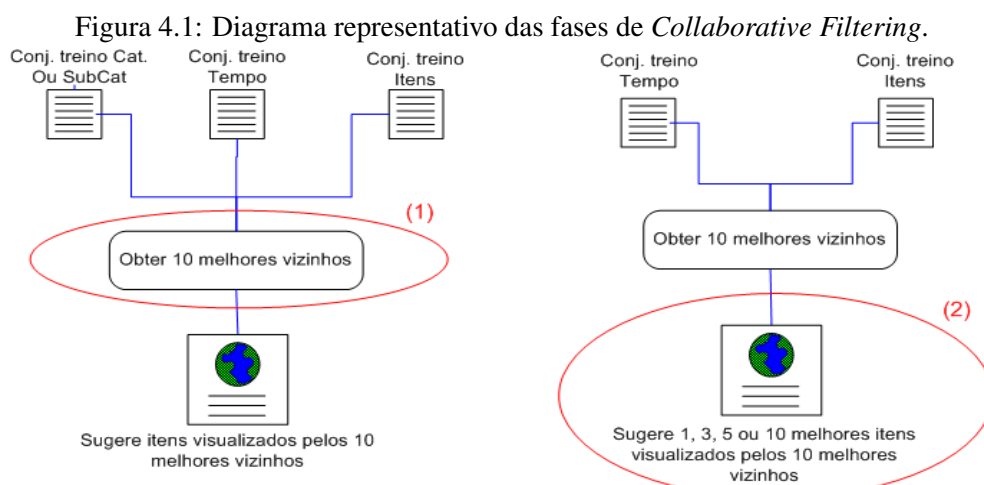 Figura 4.1: Diagrama representativo das fases de Collaborative Filtering.
Conj. treino Cat.
Ou SubCat
Conj. treino
Tempo
Conj. treino
Itens
(1)
Obter 10 melhores vizinhos
Sugere itens visualizados pelos 10
melhores vizinhos
Conj. treino
Tempo
Conj. treino
Itens
Obter 10 melhores vizinhos
(2)
Sugere 1, 3, 5 ou 10 melhores itens
visualizados pelos 10 melhores
vizinhos